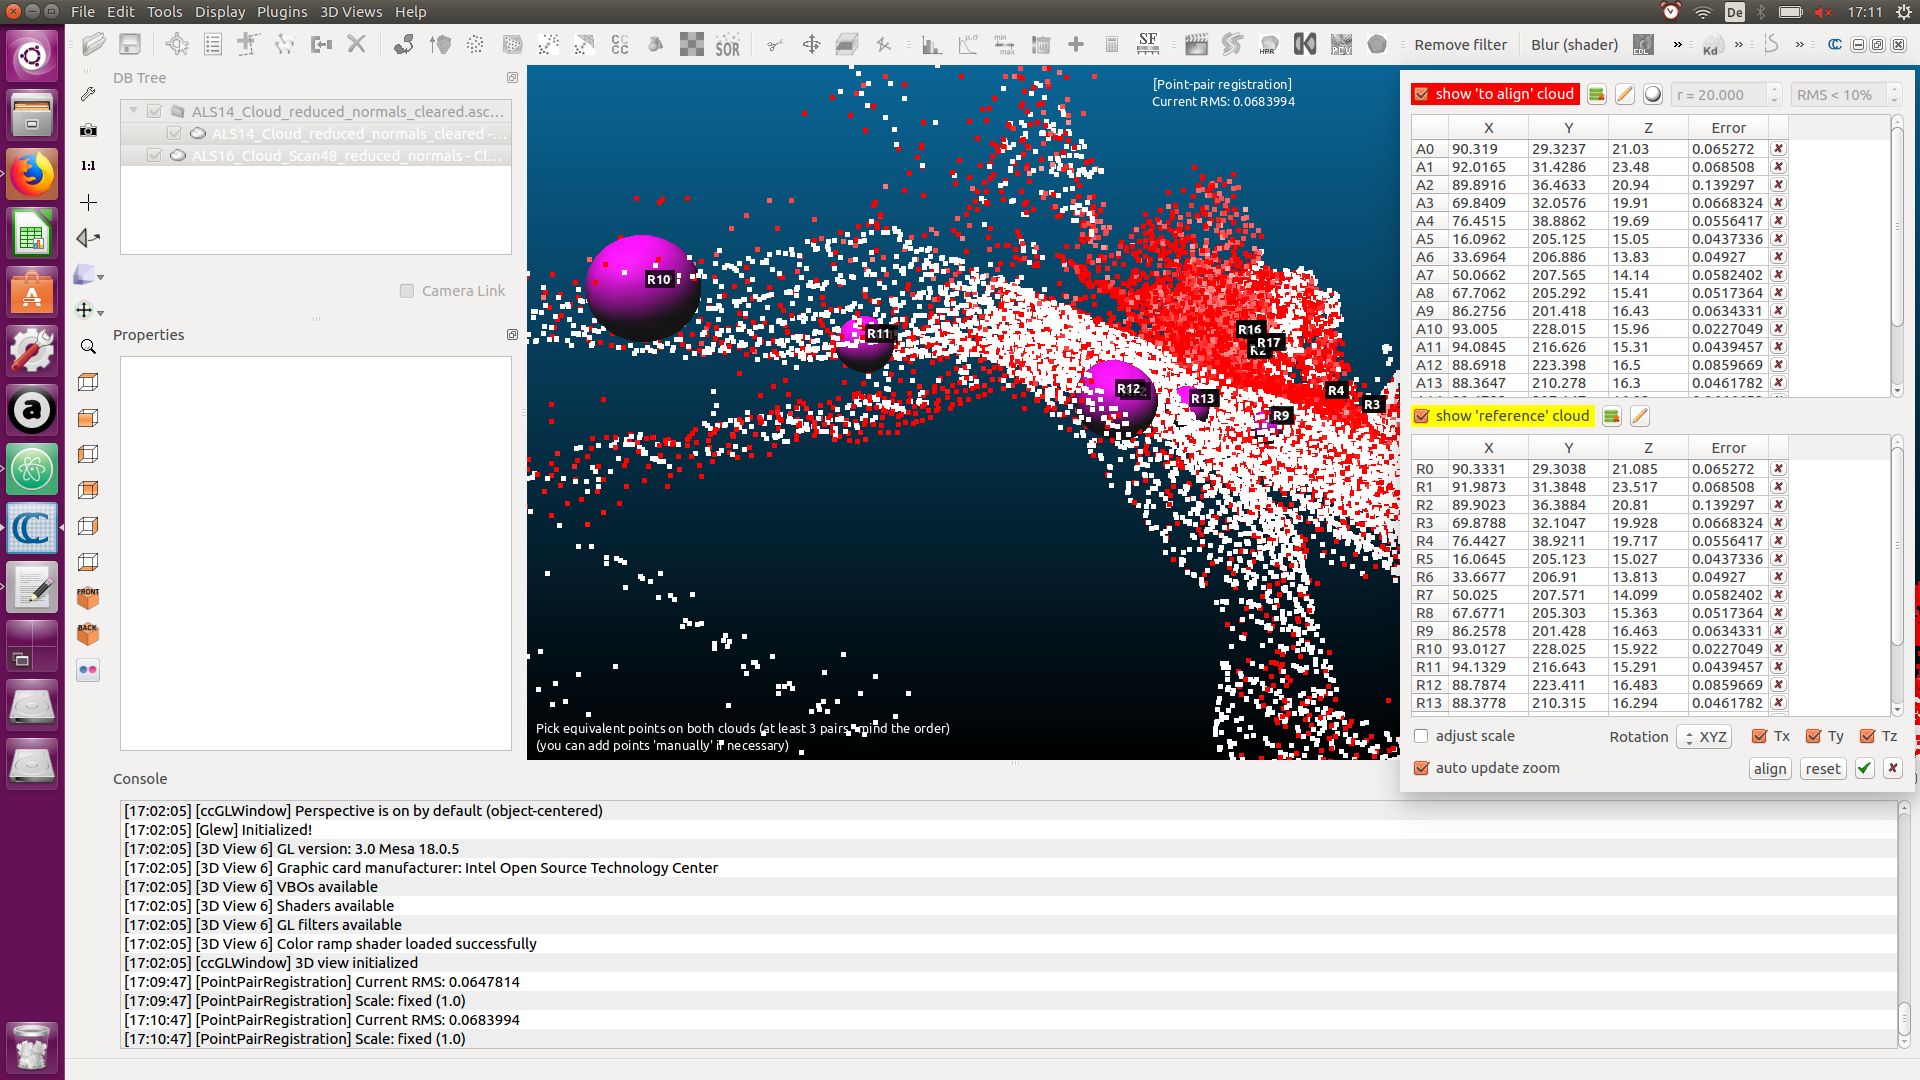 File Edit Tools Display Plugins 3D Views Help
De 17:11
SOR
SF
Remove filter Blur (shader)
DB Tree
ALS14_Cloud_reduced_normals_cleared.asc...
ALS14_Cloud_reduced_normals_cleared -...
ALS16_Cloud_Scan48_reduced_normals - Cl...
Camera Link
Properties
1:1
FRONT
BACK
[Point-pair registration]
Current RMS: 0.0683994
R10
R11
R12
R13
R9
R16
R17
R4
R3
Pick equivalent points on both clouds (at least 3 pairs - mind the order)
(you can add points 'manually' if necessary)
show 'to align' cloud r = 20.000 RMS < 10%
X Y Z Error
A0 90.319 29.3237 21.03 0.065272
A1 92.0165 31.4286 23.48 0.068508
A2 89.8916 36.4633 20.94 0.139297
A3 69.8409 32.0576 19.91 0.0668324
A4 76.4515 38.8862 19.69 0.0556417
A5 16.0962 205.125 15.05 0.0437336
A6 33.6964 206.886 13.83 0.04927
A7 50.0662 207.565 14.14 0.0582402
A8 67.7062 205.292 15.41 0.0517364
A9 86.2756 201.418 16.43 0.0634331
A10 93.005 228.015 15.96 0.0227049
A11 94.0845 216.626 15.31 0.0439457
A12 88.6918 223.398 16.5 0.0859669
A13 88.3647 210.278 16.3 0.0461782
show 'reference' cloud
X Y Z Error
R0 90.3331 29.3038 21.085 0.065272
R1 91.9873 31.3848 23.517 0.068508
R2 89.9023 36.3884 20.81 0.139297
R3 69.8788 32.1047 19.928 0.0668324
R4 76.4427 38.9211 19.717 0.0556417
R5 16.0645 205.123 15.027 0.0437336
R6 33.6677 206.91 13.813 0.04927
R7 50.025 207.571 14.099 0.0582402
R8 67.6771 205.303 15.363 0.0517364
R9 86.2578 201.428 16.463 0.0634331
R10 93.0127 228.025 15.922 0.0227049
R11 94.1329 216.643 15.291 0.0439457
R12 88.7874 223.411 16.483 0.0859669
R13 88.3778 210.315 16.294 0.0461782
adjust scale Rotation XYZ Tx Ty Tz
auto update zoom align reset
Console
[17:02:05] [ccGLWindow] Perspective is on by default (object-centered)
[17:02:05] [Glew] Initialized!
[17:02:05] [3D View 6] GL version: 3.0 Mesa 18.0.5
[17:02:05] [3D View 6] Graphic card manufacturer: Intel Open Source Technology Center
[17:02:05] [3D View 6] VBOs available
[17:02:05] [3D View 6] Shaders available
[17:02:05] [3D View 6] GL filters available
[17:02:05] [3D View 6] Color ramp shader loaded successfully
[17:02:05] [ccGLWindow] 3D view initialized
[17:09:47] [PointPairRegistration] Current RMS: 0.0647814
[17:09:47] [PointPairRegistration] Scale: fixed (1.0)
[17:10:47] [PointPairRegistration] Current RMS: 0.0683994
[17:10:47] [PointPairRegistration] Scale: fixed (1.0)